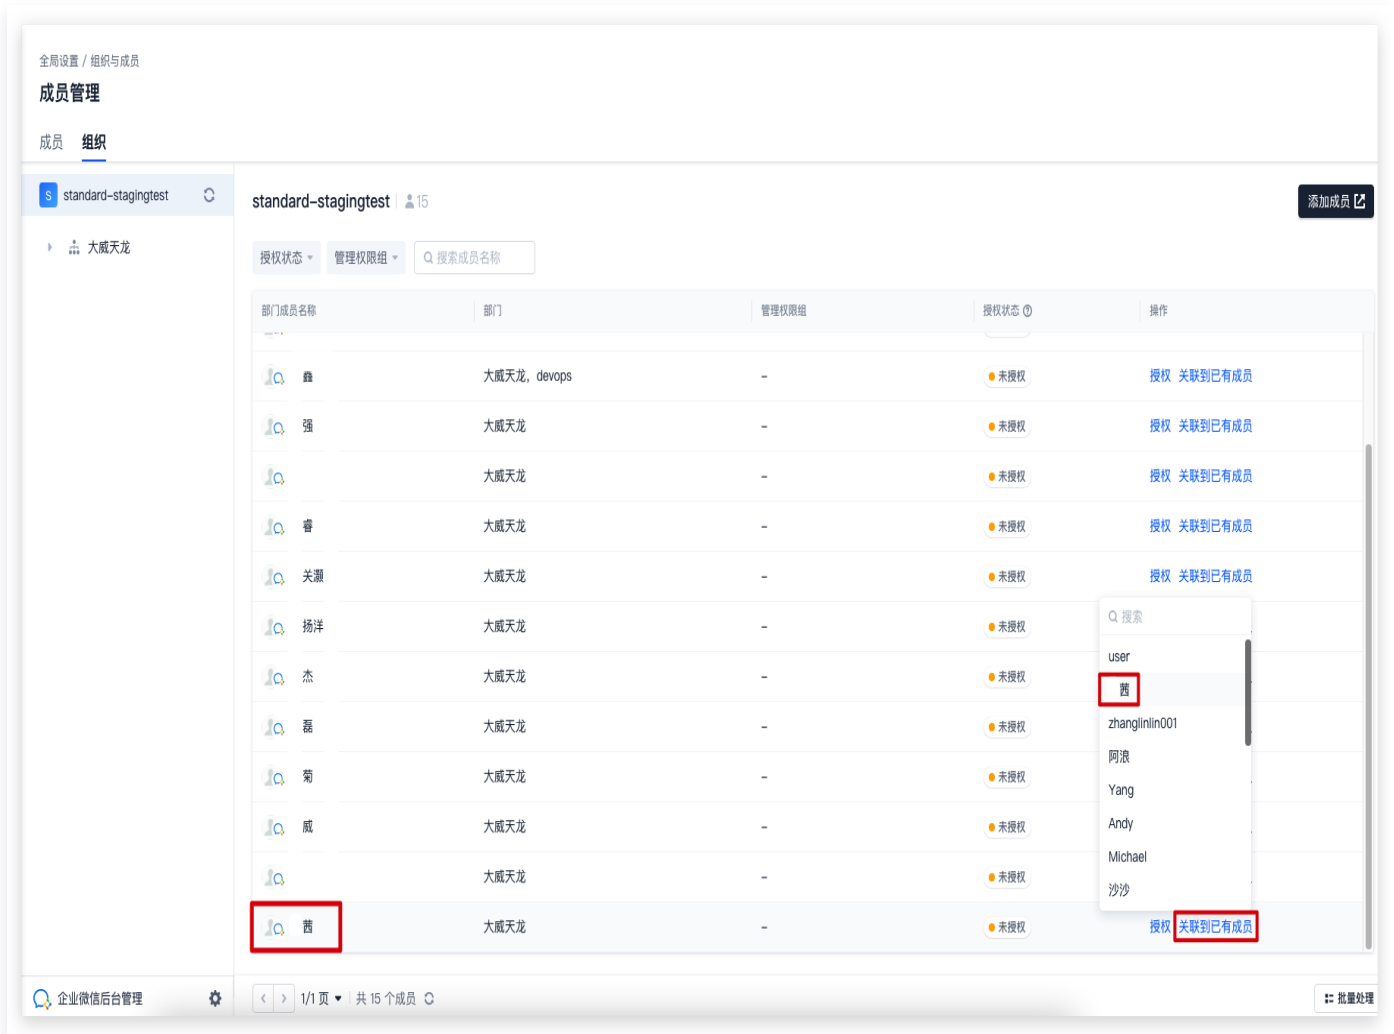 全局设置 / 组织与成员
成员管理
成员 组织
S standard-stagingtest
大威天龙
standard-stagingtest 15
添加成员
授权状态 管理权限组 搜索成员名称
部门成员名称 部门 管理权限组 授权状态 操作
鑫 大威天龙，devops – 未授权 授权 关联到已有成员
强 大威天龙 – 未授权 授权 关联到已有成员
大威天龙 – 未授权 授权 关联到已有成员
睿 大威天龙 – 未授权 授权 关联到已有成员
关灏 大威天龙 – 未授权 授权 关联到已有成员
扬洋 大威天龙 – 未授权
杰 大威天龙 – 未授权
磊 大威天龙 – 未授权
菊 大威天龙 – 未授权
威 大威天龙 – 未授权
大威天龙 – 未授权
茜 大威天龙 – 未授权 授权 关联到已有成员
搜索
user
茜
zhanglinlin001
阿浪
Yang
Andy
Michael
沙沙
企业微信后台管理
1/1 页 共 15 个成员
批量处理